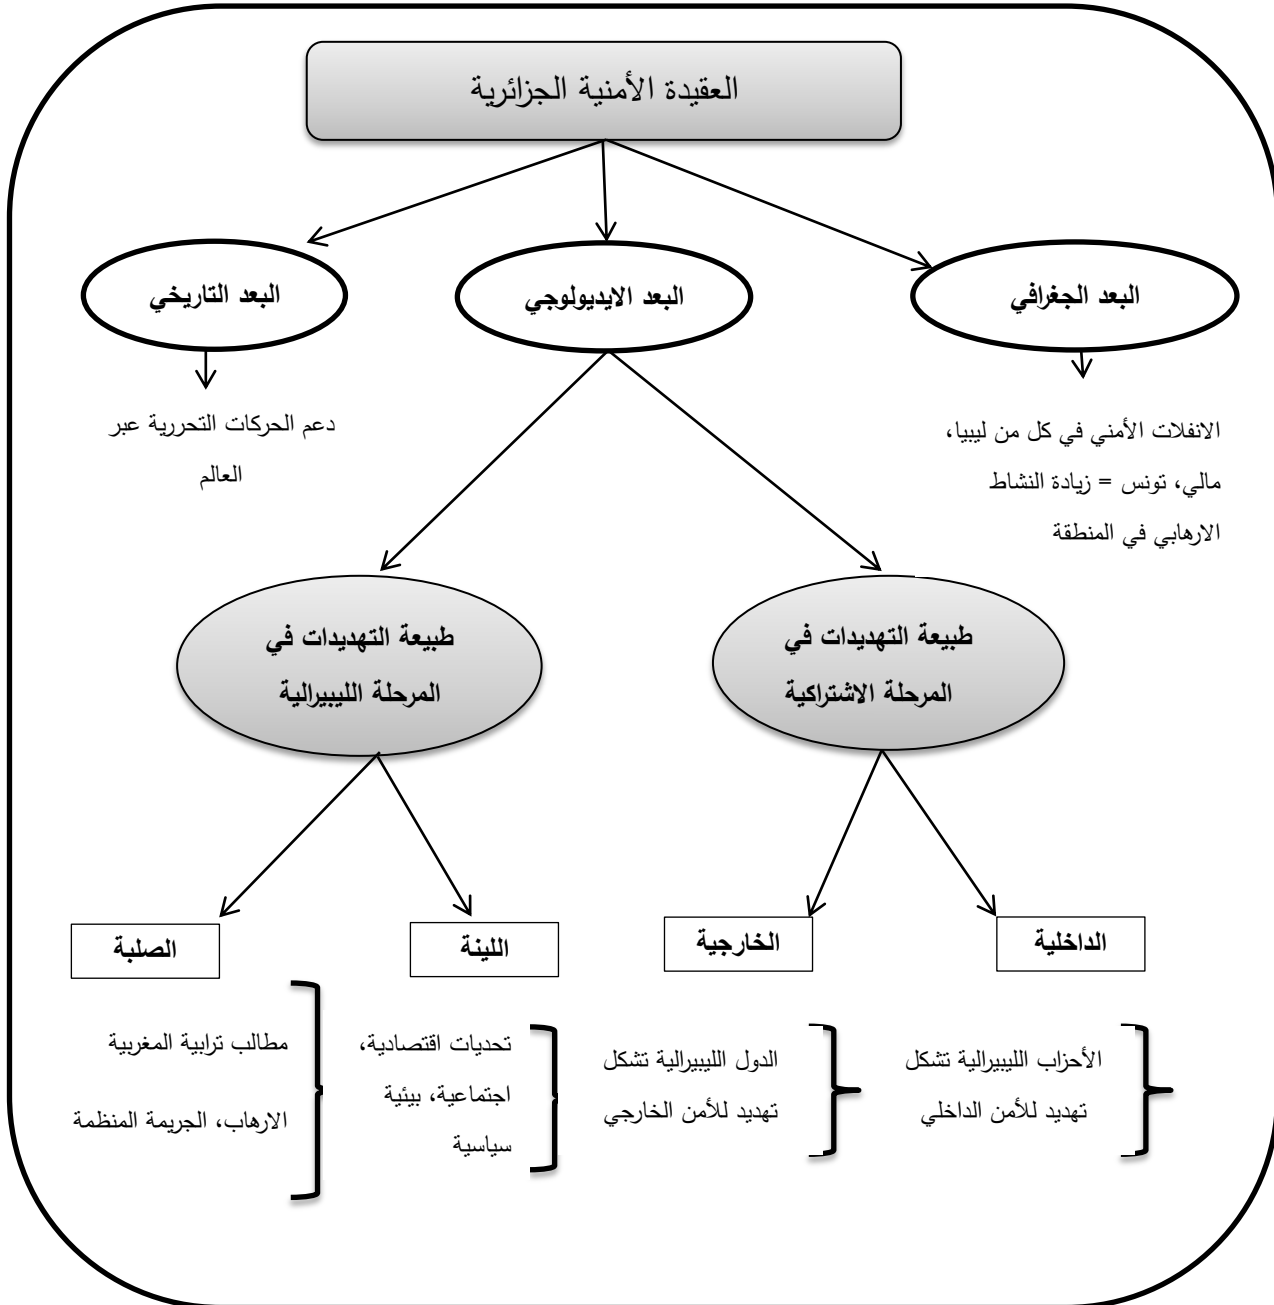 العقيدة الأمنية الجزائرية
البعد الجغرافي
البعد الايديولوجي
البعد التاريخي
الانفلات الأمني في كل من ليبيا،
مالي، تونس = زيادة النشاط
الارهابي في المنطقة
دعم الحركات التحررية عبر
العالم
طبيعة التهديدات في
المرحلة الاشتراكية
طبيعة التهديدات في
المرحلة الليبيرالية
الداخلية
الخارجية
اللينة
الصلبة
الأحزاب الليبيرالية تشكل
تهديد للأمن الداخلي
الدول الليبيرالية تشكل
تهديد للأمن الخارجي
تحديات اقتصادية،
اجتماعية، بيئية
سياسية
مطالب ترابية المغربية
الارهاب، الجريمة المنظمة